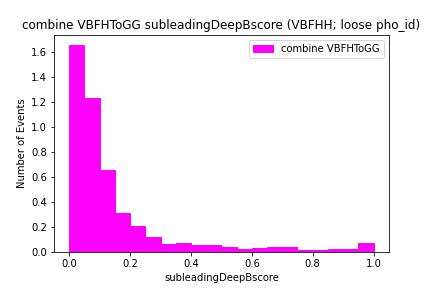 combine VBFHToGG subleadingDeepBscore (VBFHH; loose pho_id)
combine VBFHToGG
1.6
1.4
1.2
1.0
0.8
0.6
0.4
0.2
0.0
Number of Events
0.0 0.2 0.4 0.6 0.8 1.0
subleadingDeepBscore